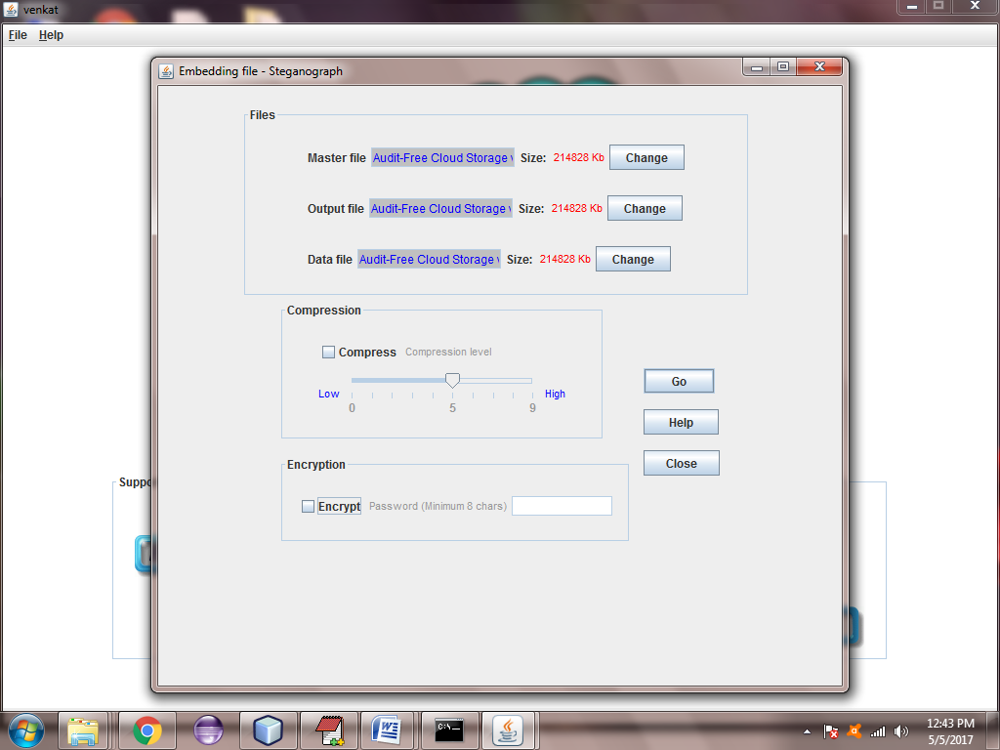 venkat
File Help
Embedding file - Steganograph
Files
Master file Audit-Free Cloud Storage Size: 214828 Kb Change
Output file Audit-Free Cloud Storage Size: 214828 Kb Change
Data file Audit-Free Cloud Storage Size: 214828 Kb Change
Compression
Compress Compression level
Low High
0 5 9
Go
Help
Close
Encryption
Encrypt Password (Minimum 8 chars)
12:43 PM
5/5/2017